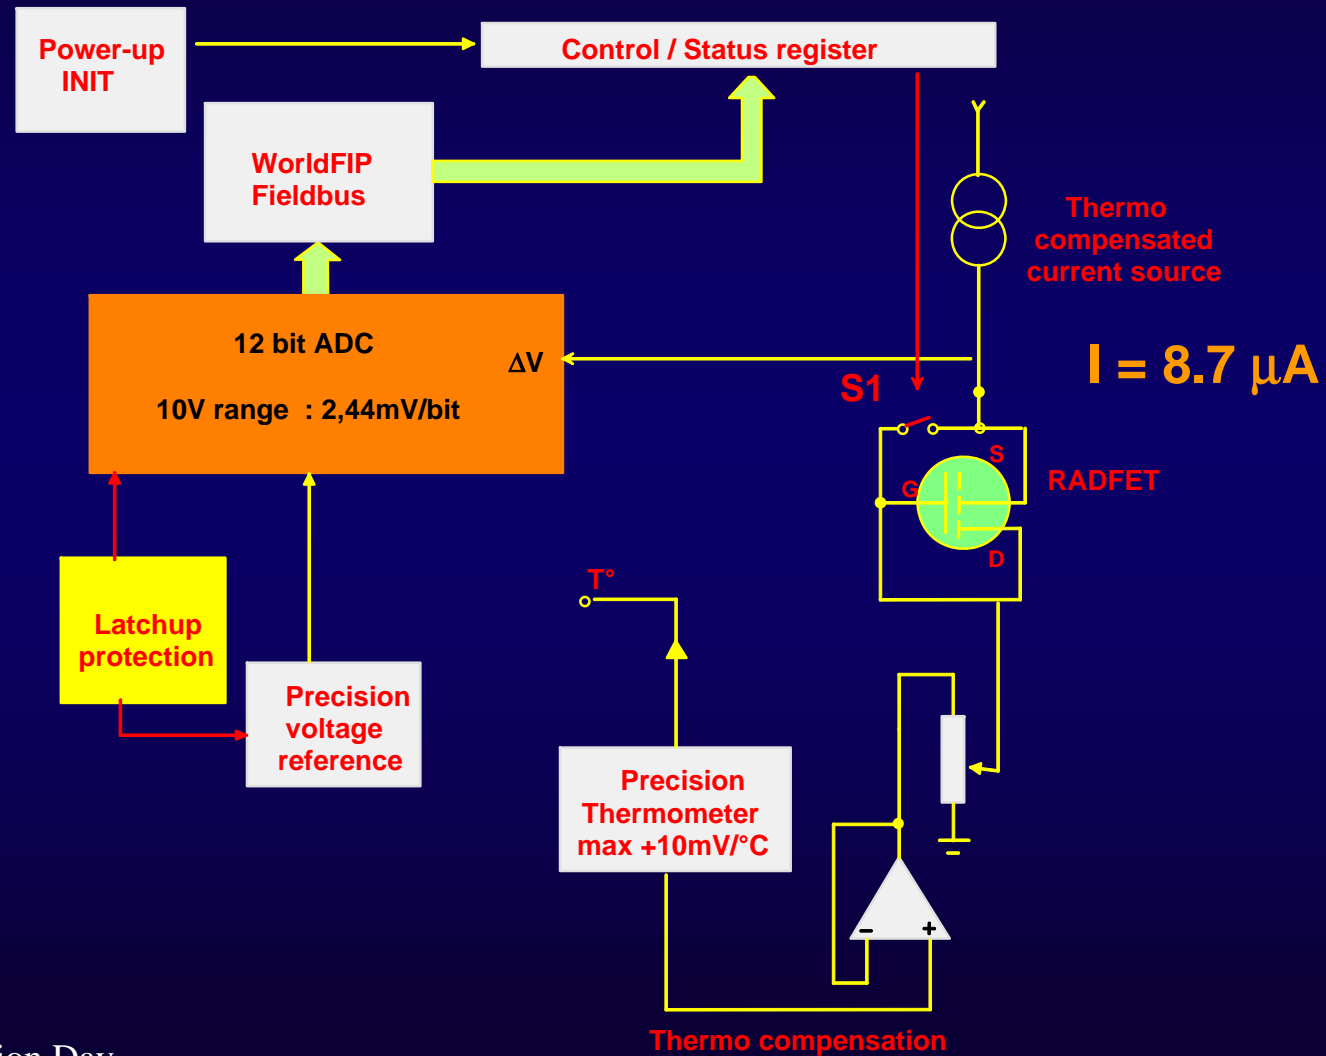 Power-up
INIT
Control / Status register
WorldFIP
Fieldbus
Thermo
compensated
current source
12 bit ADC
ΔV
10V range : 2,44mV/bit
I = 8.7 μA
S1
S
G
D
RADFET
T°
Latchup
protection
Precision
voltage
reference
Precision
Thermometer
max +10mV/°C
- +
Thermo compensation
Day